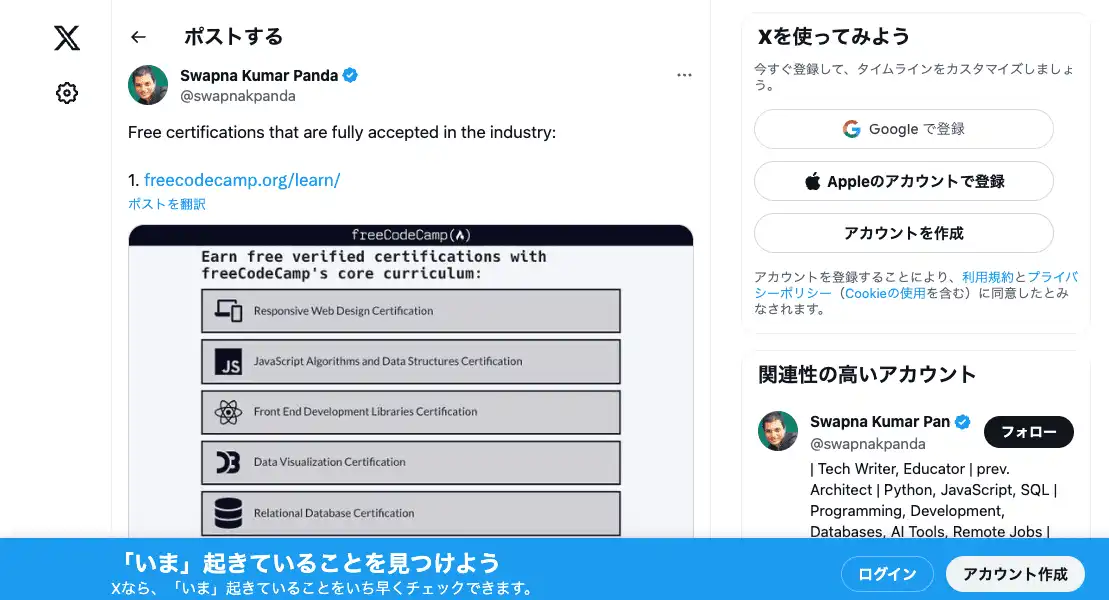 ポストする
Swapna Kumar Panda
@swapnakpanda
Free certifications that are fully accepted in the industry:
1. freecodecamp.org/learn/
ポストを翻訳
freeCodeCamp(🔥)
Earn free verified certifications with
freeCodeCamp's core curriculum:
Responsive Web Design Certification
JS
JavaScript Algorithms and Data Structures Certification
Front End Development Libraries Certification
Data Visualization Certification
Relational Database Certification
Xを使ってみよう
今すぐ登録して、タイムラインをカスタマイズしましょ
う。
Google で登録
Appleのアカウントで登録
アカウントを作成
アカウントを登録することにより、利用規約とプライバ
シーポリシー（Cookieの使用を含む）に同意したとみ
なされます。
関連性の高いアカウント
Swapna Kumar Pan
@swapnakpanda
フォロー
| Tech Writer, Educator | prev.
Architect | Python, JavaScript, SQL |
Programming, Development,
Databases, AI Tools, Remote Jobs |
「いま」起きていることを見つけよう
Xなら、「いま」起きていることをいち早くチェックできます。
ログイン
アカウント作成